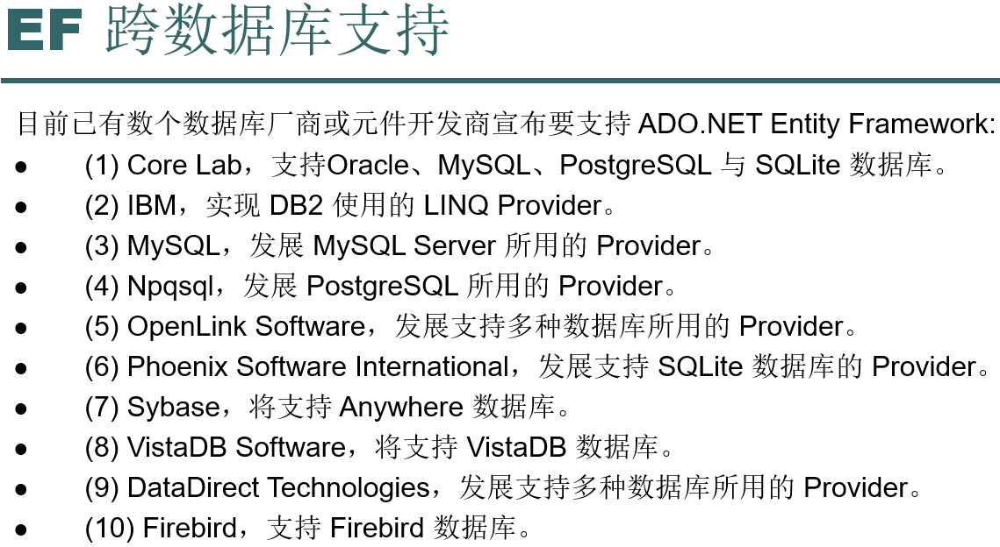 EF 跨数据库支持
目前已有数个数据库厂商或元件开发商宣布要支持 ADO.NET Entity Framework:
● (1) Core Lab，支持Oracle、MySQL、PostgreSQL 与 SQLite 数据库。
● (2) IBM，实现 DB2 使用的 LINQ Provider。
● (3) MySQL，发展 MySQL Server 所用的 Provider。
● (4) Npqsql，发展 PostgreSQL 所用的 Provider。
● (5) OpenLink Software，发展支持多种数据库所用的 Provider。
● (6) Phoenix Software International，发展支持 SQLite 数据库的 Provider。
● (7) Sybase，将支持 Anywhere 数据库。
● (8) VistaDB Software，将支持 VistaDB 数据库。
● (9) DataDirect Technologies，发展支持多种数据库所用的 Provider。
● (10) Firebird，支持 Firebird 数据库。